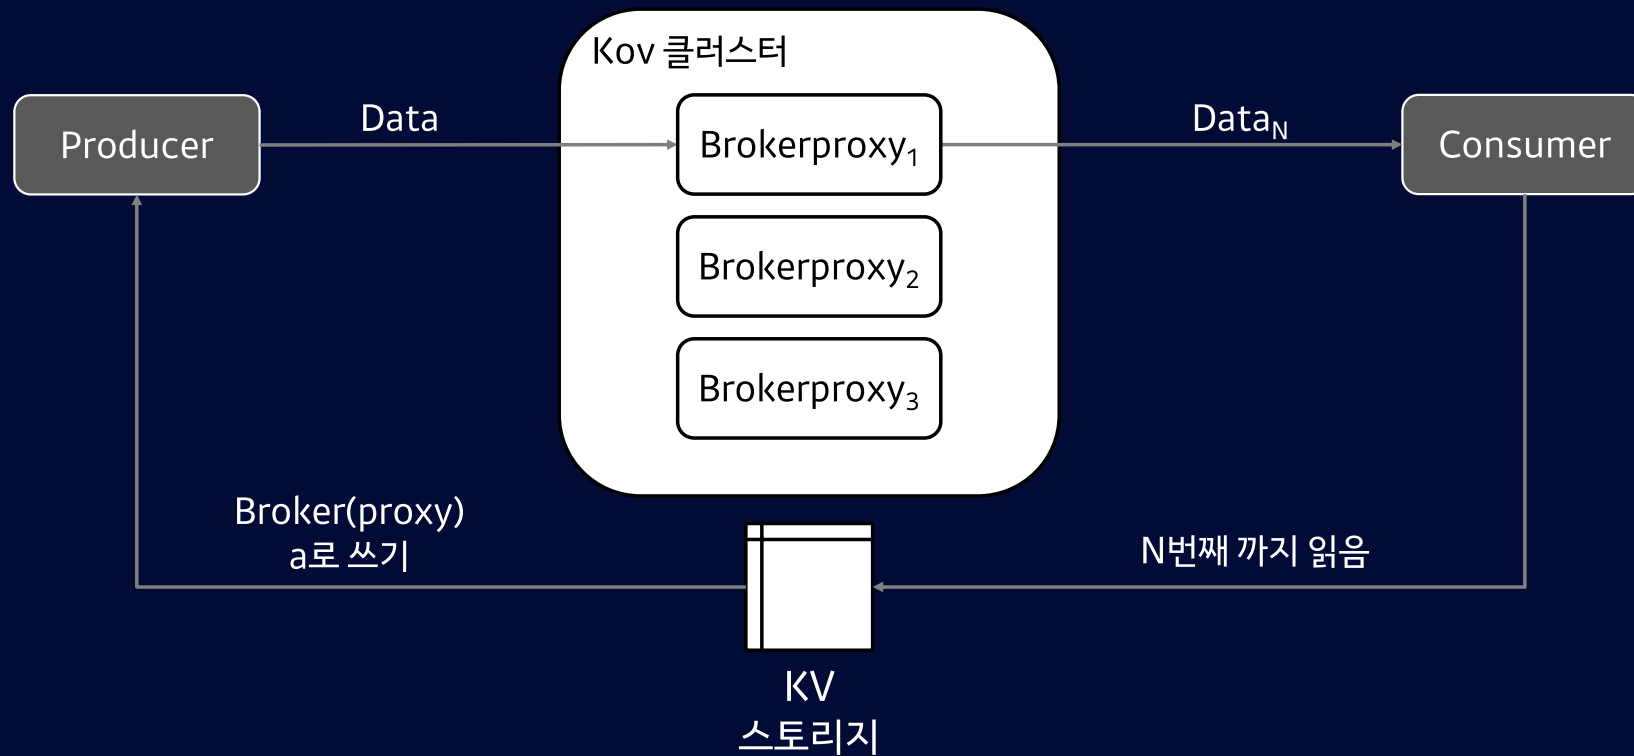 Kov 클러스터
Producer
Data
Brokerproxy1
DataN
Consumer
Brokerproxy2
Brokerproxy3
Broker(proxy)
a로 쓰기
N번째 까지 읽음
KV
스토리지